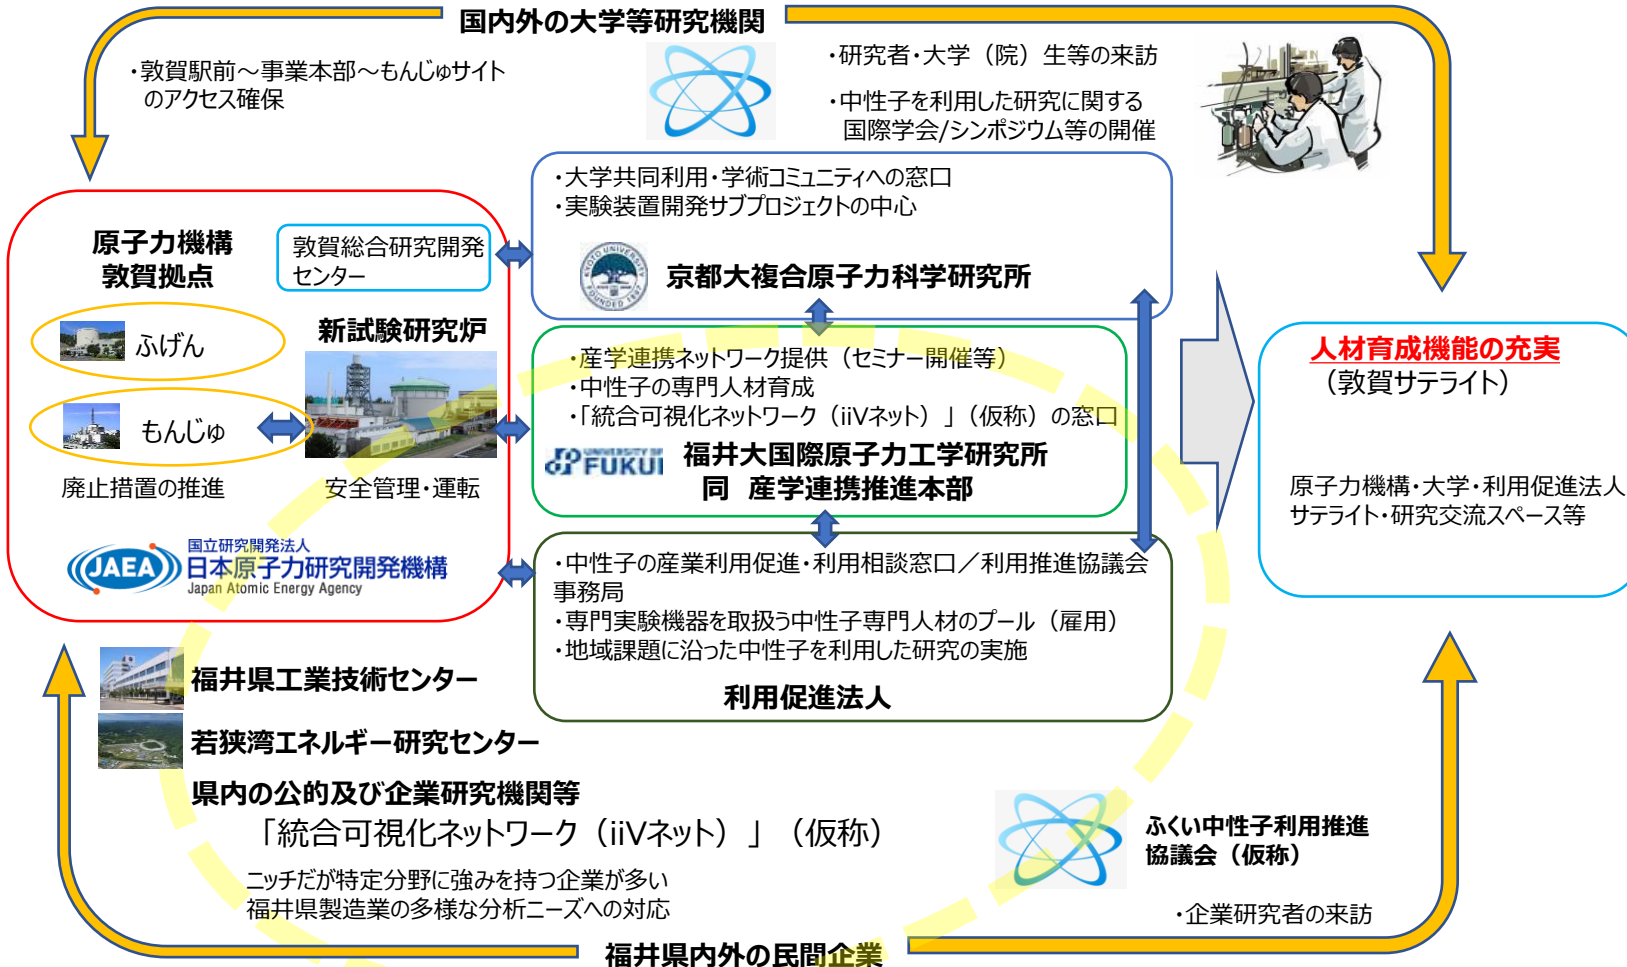 国内外の大学等研究機関
・敦賀駅前～事業本部～もんじゅサイト
のアクセス確保
・研究者・大学（院）生等の来訪
・中性子を利用した研究に関する
国際学会/シンポジウム等の開催
原子力機構
敦賀拠点
敦賀総合研究開発
センター
ふげん
もんじゅ
廃止措置の推進
新試験研究炉
安全管理・運転
JAEA
国立研究開発法人
日本原子力研究開発機構
Japan Atomic Energy Agency
・大学共同利用・学術コミュニティへの窓口
・実験装置開発サブプロジェクトの中心
KYOTO UNIVERSITY
FOUNDED 1897
京都大複合原子力科学研究所
・産学連携ネットワーク提供（セミナー開催等）
・中性子の専門人材育成
・「統合可視化ネットワーク（iiVネット）」（仮称）の窓口
UNIVERSITY OF
FUKUI
福井大国際原子力工学研究所
同 産学連携推進本部
・中性子の産業利用促進・利用相談窓口／利用推進協議会
事務局
・専門実験機器を取扱う中性子専門人材のプール（雇用）
・地域課題に沿った中性子を利用した研究の実施
利用促進法人
人材育成機能の充実
（敦賀サテライト）
原子力機構・大学・利用促進法人
サテライト・研究交流スペース等
福井県工業技術センター
若狭湾エネルギー研究センター
県内の公的及び企業研究機関等
「統合可視化ネットワーク（iiVネット）」（仮称）
ニッチだが特定分野に強みを持つ企業が多い
福井県製造業の多様な分析ニーズへの対応
ふくい中性子利用推進
協議会（仮称）
・企業研究者の来訪
福井県内外の民間企業